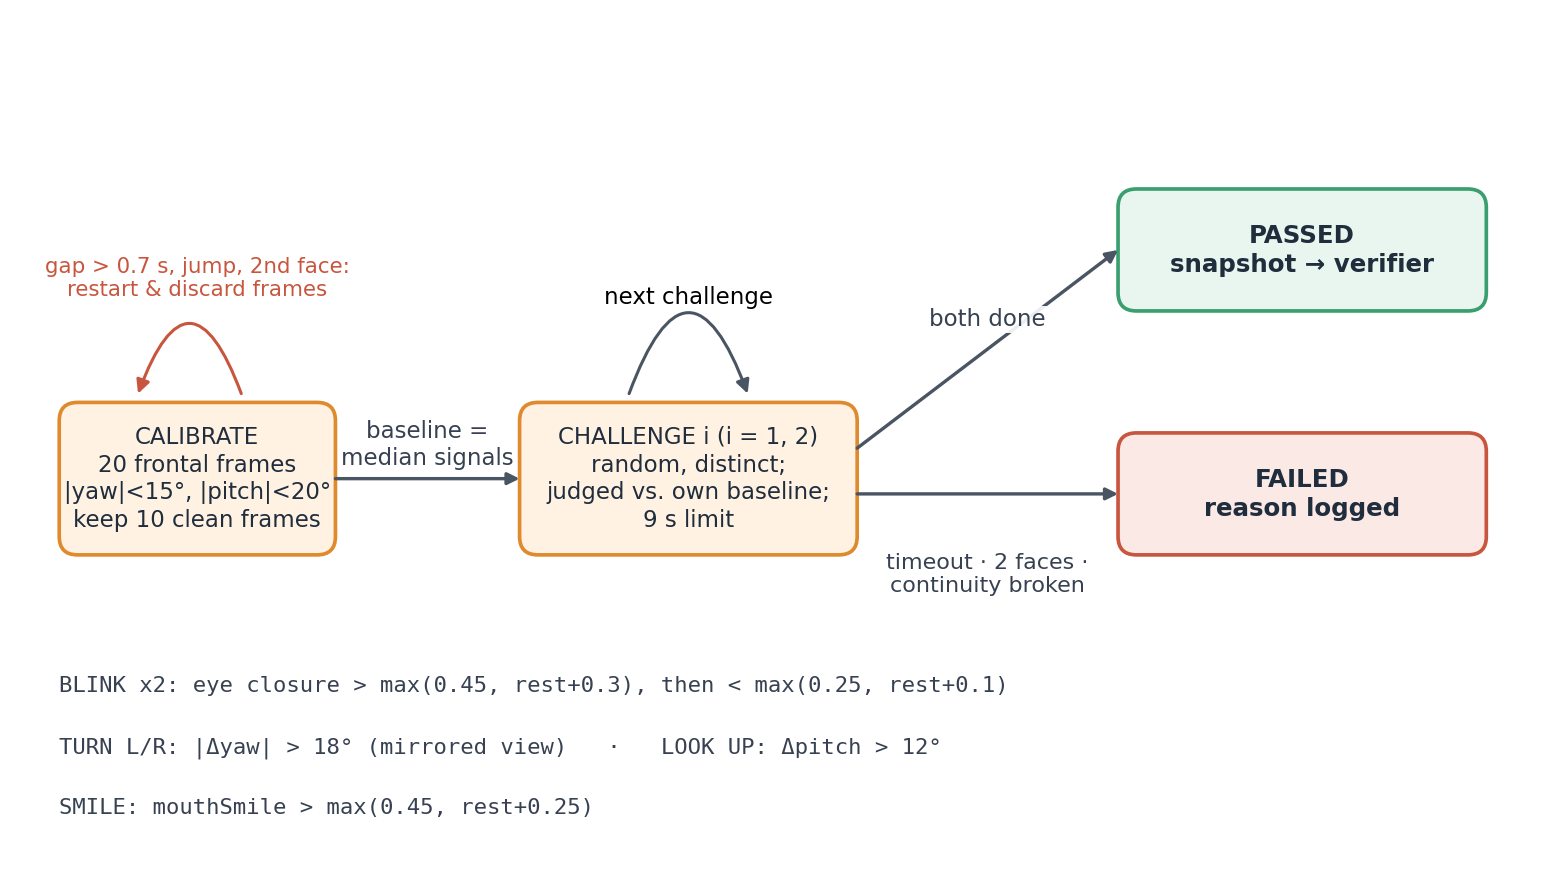 gap > 0.7 s, jump, 2nd face:
restart & discard frames
CALIBRATE
20 frontal frames
|yaw|<15°, |pitch|<20°
keep 10 clean frames
baseline =
median signals
next challenge
CHALLENGE i (i = 1, 2)
random, distinct;
judged vs. own baseline;
9 s limit
both done
PASSED
snapshot → verifier
FAILED
reason logged
timeout · 2 faces ·
continuity broken
BLINK x2: eye closure > max(0.45, rest+0.3), then < max(0.25, rest+0.1)
TURN L/R: |Δyaw| > 18° (mirrored view)   ·   LOOK UP: Δpitch > 12°
SMILE: mouthSmile > max(0.45, rest+0.25)